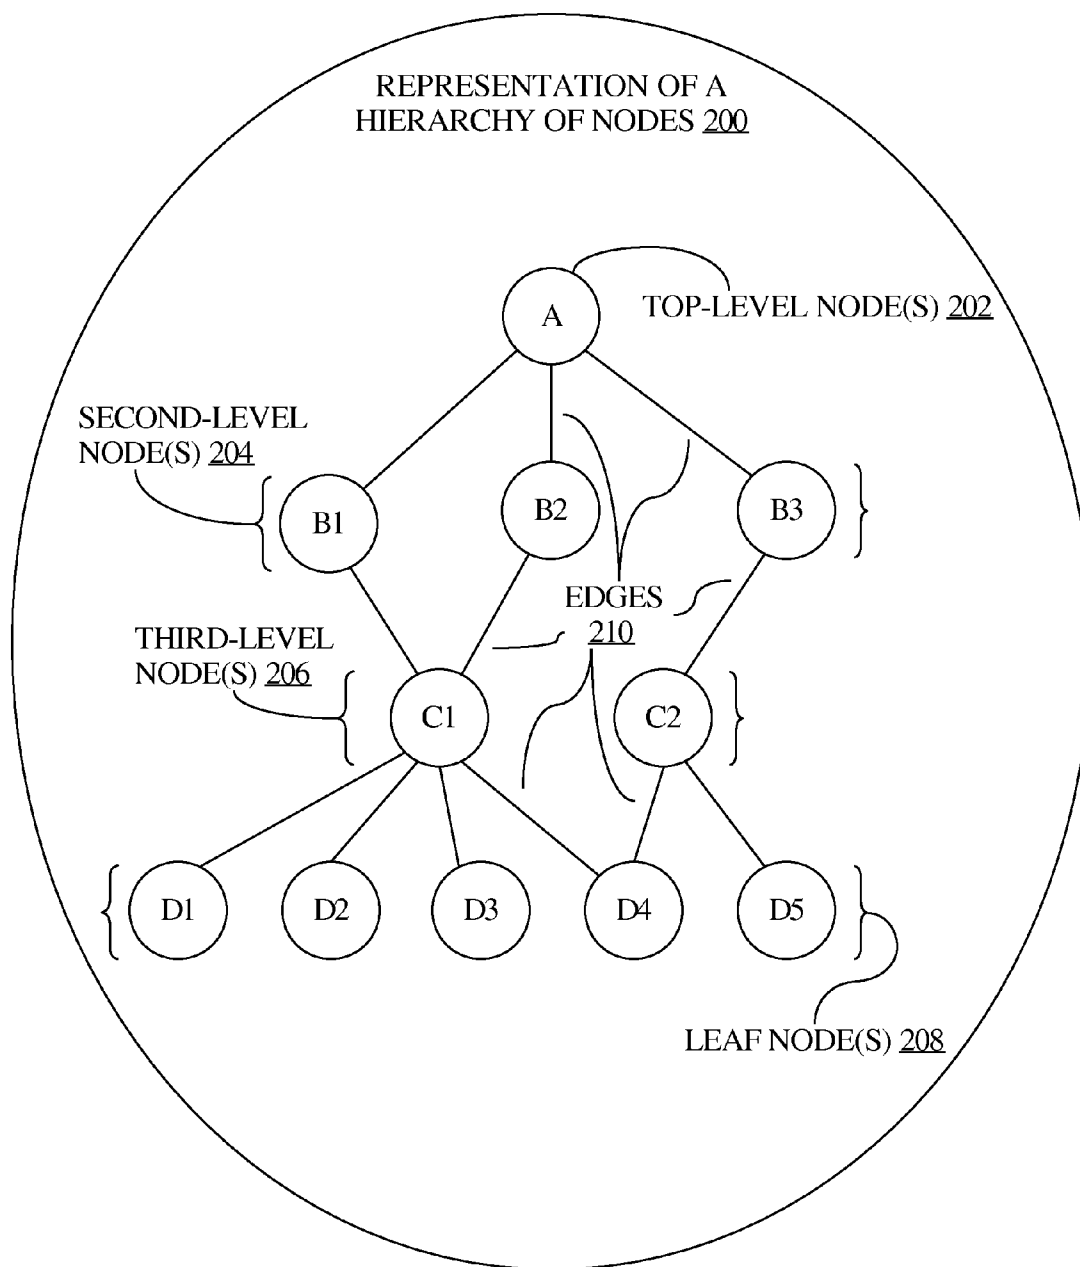 REPRESENTATION OF A
HIERARCHY OF NODES 200
A
TOP-LEVEL NODE(S) 202
SECOND-LEVEL
NODE(S) 204
B1
B2
B3
EDGES
210
THIRD-LEVEL
NODE(S) 206
C1
C2
D1
D2
D3
D4
D5
LEAF NODE(S) 208